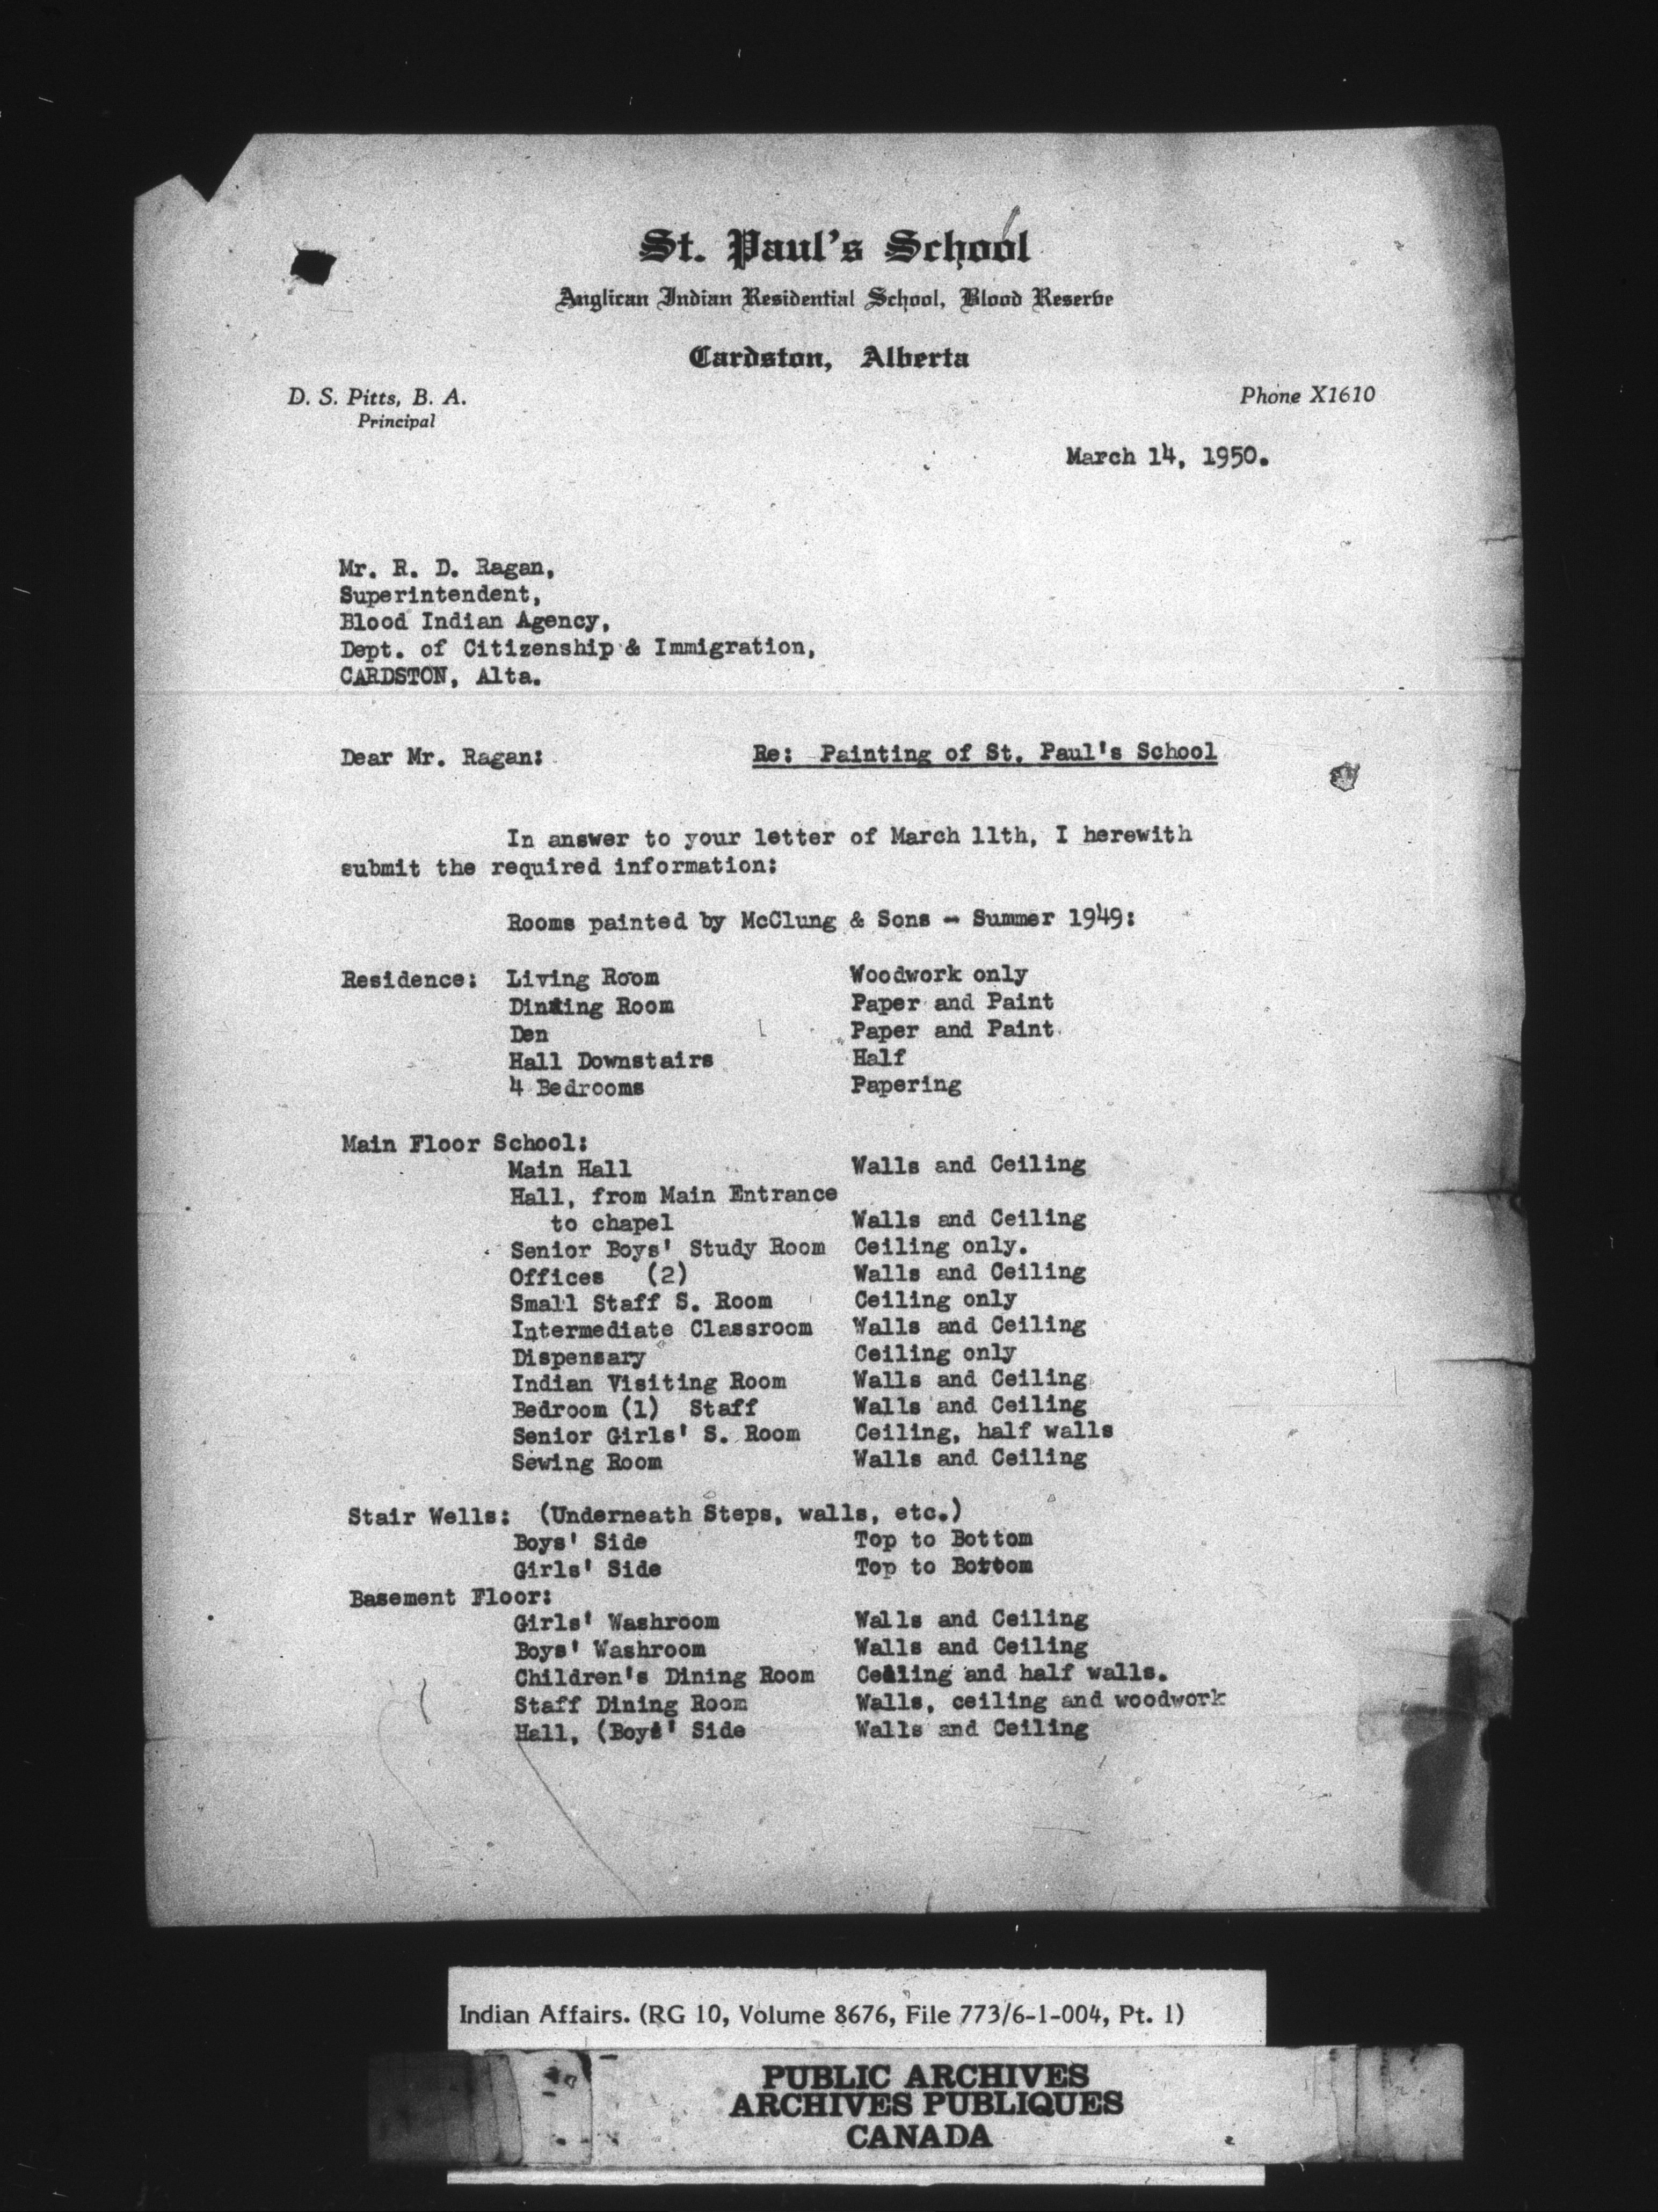 St. Paul's School
Anglican Indian Residential School, Blood Reserve
Cardston, Alberta
D. S. Pitts, B. A.
Principal
Phone X1610
March 14, 1950.
Mr. R. D. Ragan,
Superintendent,
Blood Indian Agency,
Dept. of Citizenship & Immigration,
CARDSTON, Alta.
Dear Mr. Ragan: Re: Painting of St. Paul's School
In answer to your letter of March 11th, I herewith
submit the required information:
Rooms painted by McClung & Sons - Summer 1949:
Residence: Living Room Woodwork only
Dinning Room Paper and Paint
Den Paper and Paint
Hall Downstairs Half
4 Bedrooms Papering
Main Floor School:
Main Hall Walls and Ceiling
Hall, from Main Entrance
to chapel Walls and Ceiling
Senior Boys' Study Room Ceiling only.
Offices (2) Walls and Ceiling
Small Staff S. Room Ceiling only
Intermediate Classroom Walls and Ceiling
Dispensary Ceiling only
Indian Visiting Room Walls and Ceiling
Bedroom (1) Staff Walls and Ceiling
Senior Girls' S. Room Ceiling, half walls
Sewing Room Walls and Ceiling
Stair Wells: (Underneath Steps, walls, etc.)
Boys' Side Top to Bottom
Girls' Side Top to Bottom
Basement Floor:
Girls' Washroom Walls and Ceiling
Boys' Washroom Walls and Ceiling
Children's Dining Room Ceiling and half walls.
Staff Dining Room Walls, ceiling and woodwork
Hall, (Boys' Side Walls and Ceiling
Indian Affairs. (RG 10, Volume 8676, File 773/6-1-004, Pt. 1)
PUBLIC ARCHIVES
ARCHIVES PUBLIQUES
CANADA